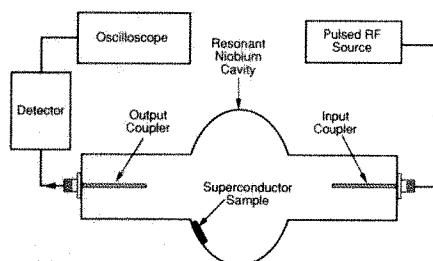 Oscilloscope
Resonant
Niobium
Cavity
Pulsed RF
Source
Detector
Output
Coupler
Input
Coupler
Superconductor
Sample